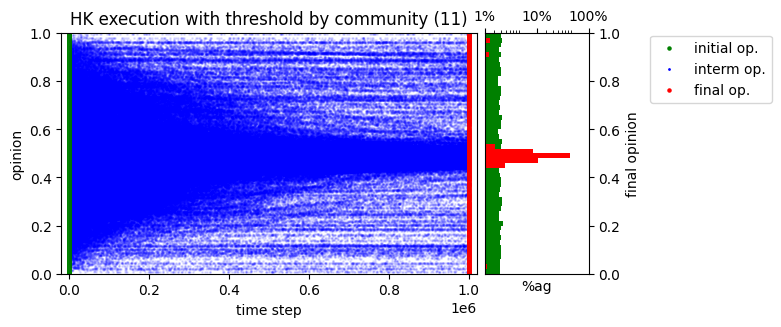 HK execution with threshold by community (11)
1% 10% 100%
1.0 1.0
0.8 0.8
0.6 0.6
0.4 0.4
0.2 0.2
0.0 0.0
opinion
final opinion
0.0 0.2 0.4 0.6 0.8 1.0
1e6
time step
%ag
initial op.
interm op.
final op.